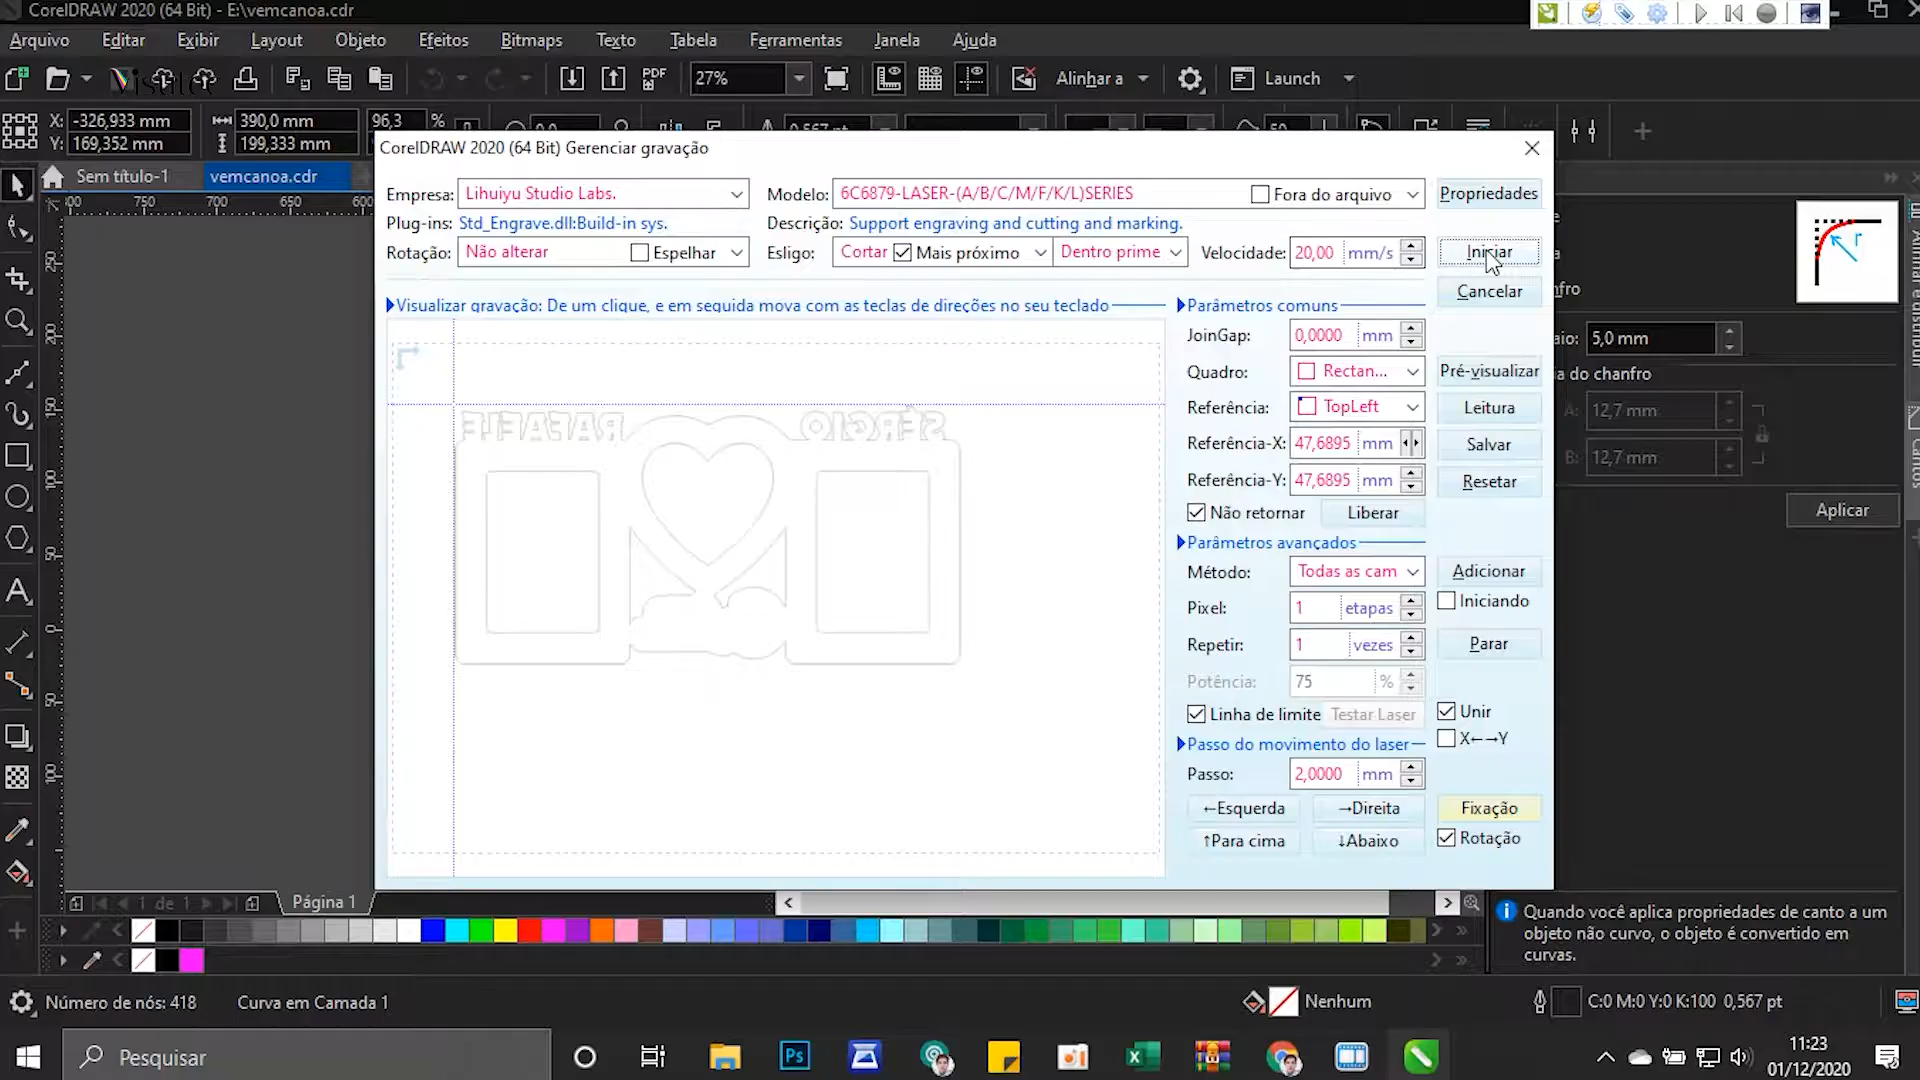 CorelDRAW 2020 (64 Bit) - E:\vemcanoa.cdr
Arquivo Editar Exibir Layout Objeto Efeitos Bitmaps Texto Tabela Ferramentas Janela Ajuda
PDF 27% Alinhar a Launch
X: -326,933 mm 390,0 mm 96,3 %
Y: 169,352 mm 199,333 mm
Sem título-1 vemcanoa.cdr
CorelDRAW 2020 (64 Bit) Gerenciar gravação
Empresa: Lihuiyu Studio Labs. Modelo: 6C6879-LASER-(A/B/C/M/F/K/L)SERIES Fora do arquivo Propriedades
Plug-ins: Std_Engrave.dll:Build-in sys. Descrição: Support engraving and cutting and marking.
Rotação: Não alterar Espelhar Esligo: Cortar Mais próximo Dentro prime Velocidade: 20,00 mm/s Iniciar
Cancelar
Visualizar gravação: De um clique, e em seguida mova com as teclas de direções no seu teclado
Parâmetros comuns
JoinGap: 0,0000 mm
Quadro: Rectan... Pré-visualizar
Referência: TopLeft Leitura
Referência-X: 47,6895 mm Salvar
Referência-Y: 47,6895 mm Resetar
Não retornar Liberar
Parâmetros avançados
Método: Todas as cam Adicionar
Pixel: 1 etapas Iniciando
Repetir: 1 vezes Parar
Potência: 75 %
Linha de limite Testar Laser Unir
Passo do movimento do laser X←→Y
Passo: 2,0000 mm
←Esquerda →Direita Fixação
↑Para cima ↓Abaixo Rotação
RAFAELE SÉRGIO
aio: 5,0 mm
a do chanfro
A: 12,7 mm
B: 12,7 mm
Aplicar
1 de 1 Página 1
Quando você aplica propriedades de canto a um
objeto não curvo, o objeto é convertido em
curvas.
Número de nós: 418 Curva em Camada 1 Nenhum C:0 M:0 Y:0 K:100 0,567 pt
Pesquisar
11:23
01/12/2020